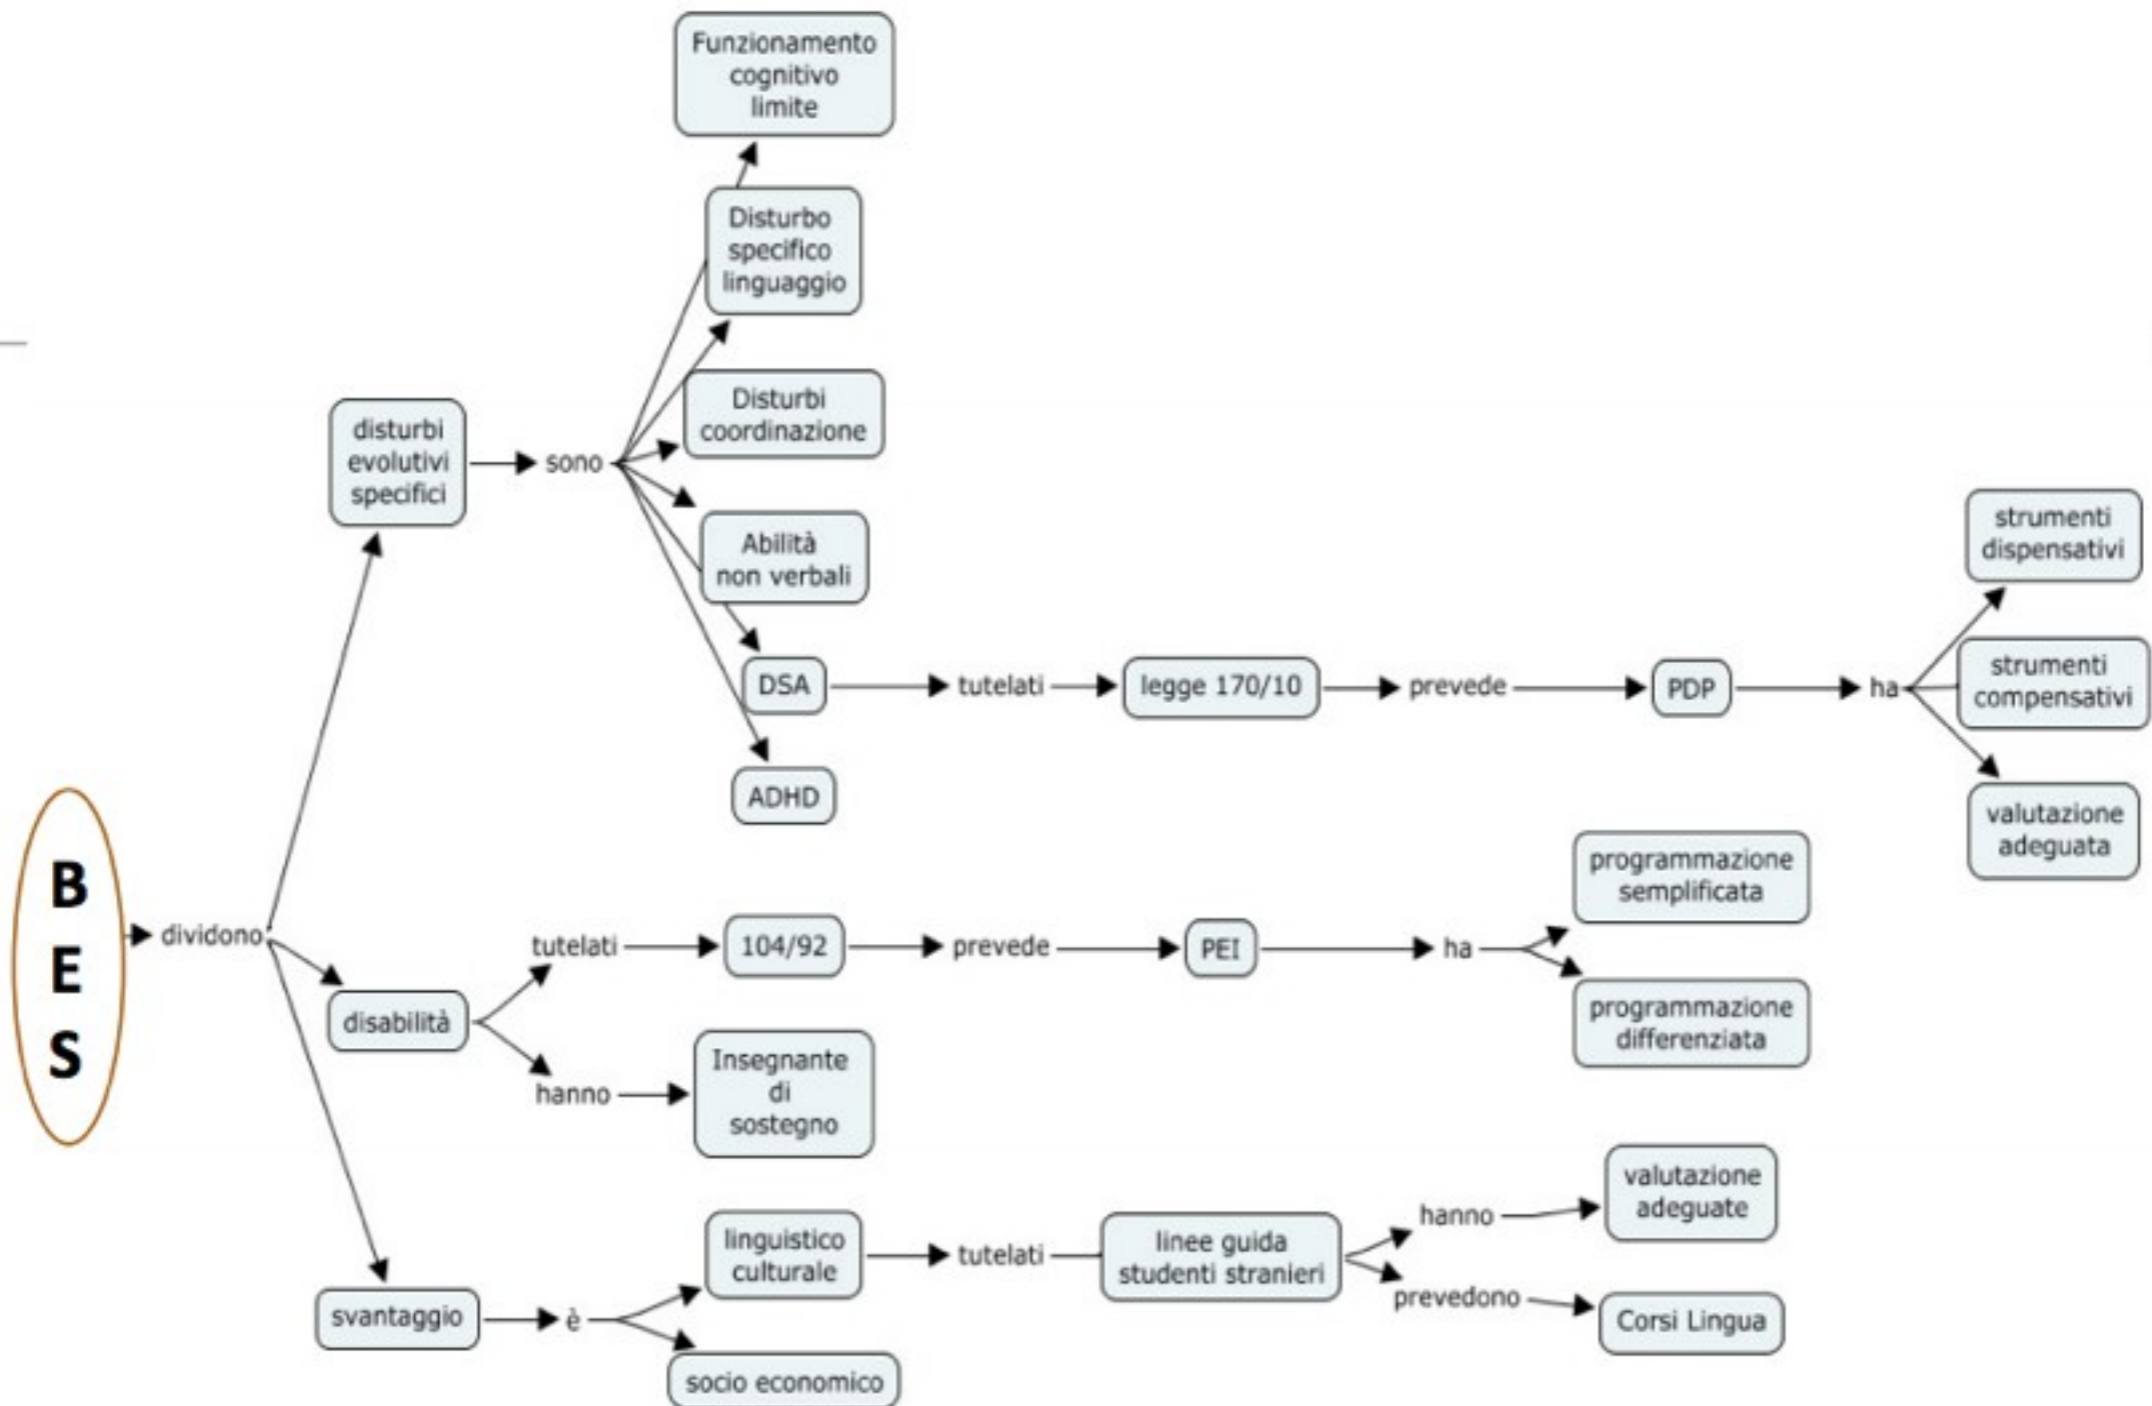 Funzionamento
cognitivo
limite
Disturbo
specifico
linguaggio
Disturbi
coordinazione
disturbi
evolutivi
specifici
sono
Abilità
non verbali
DSA
tutelati
legge 170/10
prevede
PDP
ha
strumenti
dispensativi
strumenti
compensativi
valutazione
adeguata
ADHD
B
E
S
dividono
disabilità
tutelati
104/92
prevede
PEI
ha
programmazione
semplificata
programmazione
differenziata
hanno
Insegnante
di
sostegno
svantaggio
è
linguistico
culturale
tutelati
linee guida
studenti stranieri
hanno
valutazione
adeguate
prevedono
Corsi Lingua
socio economico